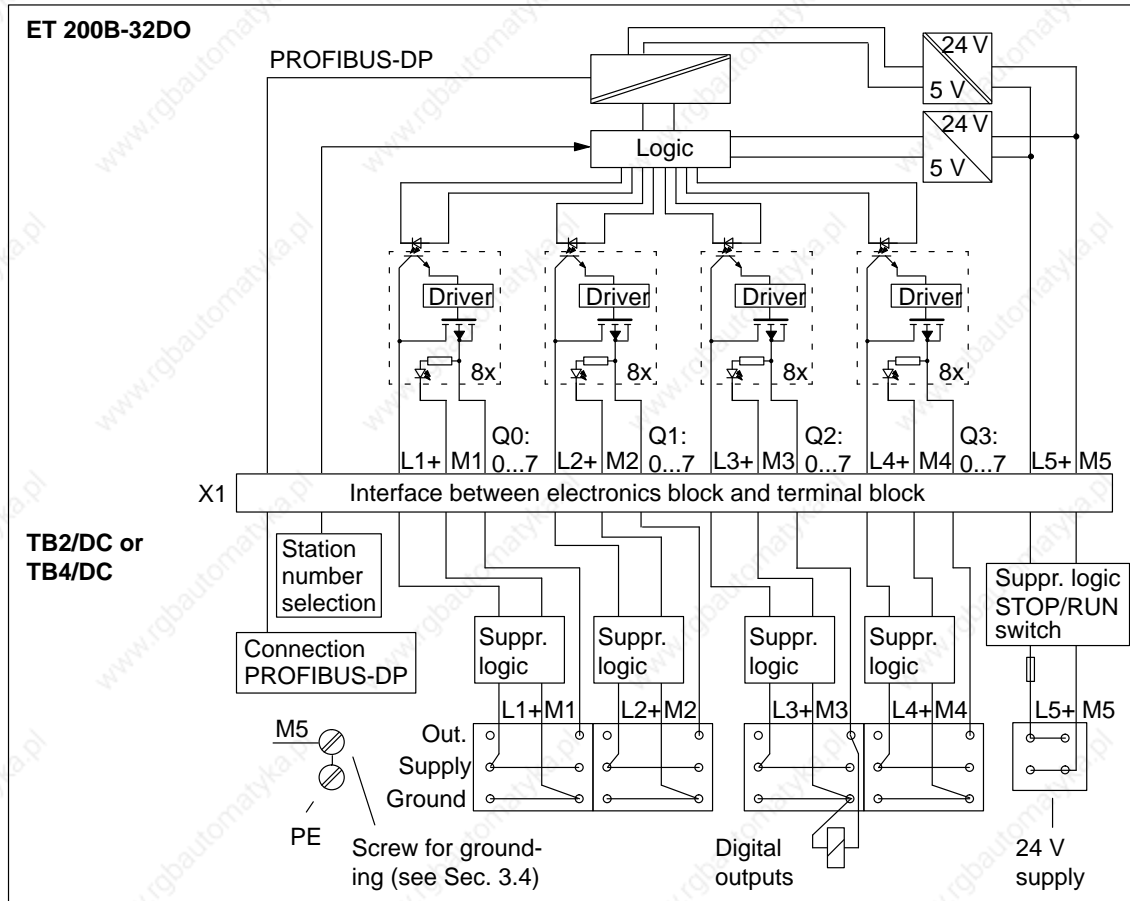 ET 200B-32DO
PROFIBUS-DP
24 V
5 V
24 V
5 V
Logic
Driver
Driver
Driver
Driver
8x
8x
8x
8x
L1+ M1 Q0: 0...7
L2+ M2 Q1: 0...7
L3+ M3 Q2: 0...7
L4+ M4 Q3: 0...7
L5+ M5
X1
Interface between electronics block and terminal block
TB2/DC or
TB4/DC
Station
number
selection
Connection
PROFIBUS-DP
Suppr.
logic
Suppr.
logic
Suppr.
logic
Suppr.
logic
Suppr. logic
STOP/RUN
switch
L1+ M1
L2+ M2
L3+ M3
L4+ M4
L5+ M5
Out.
Supply
Ground
M5
PE
Screw for ground-
ing (see Sec. 3.4)
Digital
outputs
24 V
supply
www.rgbautomatyka.pl